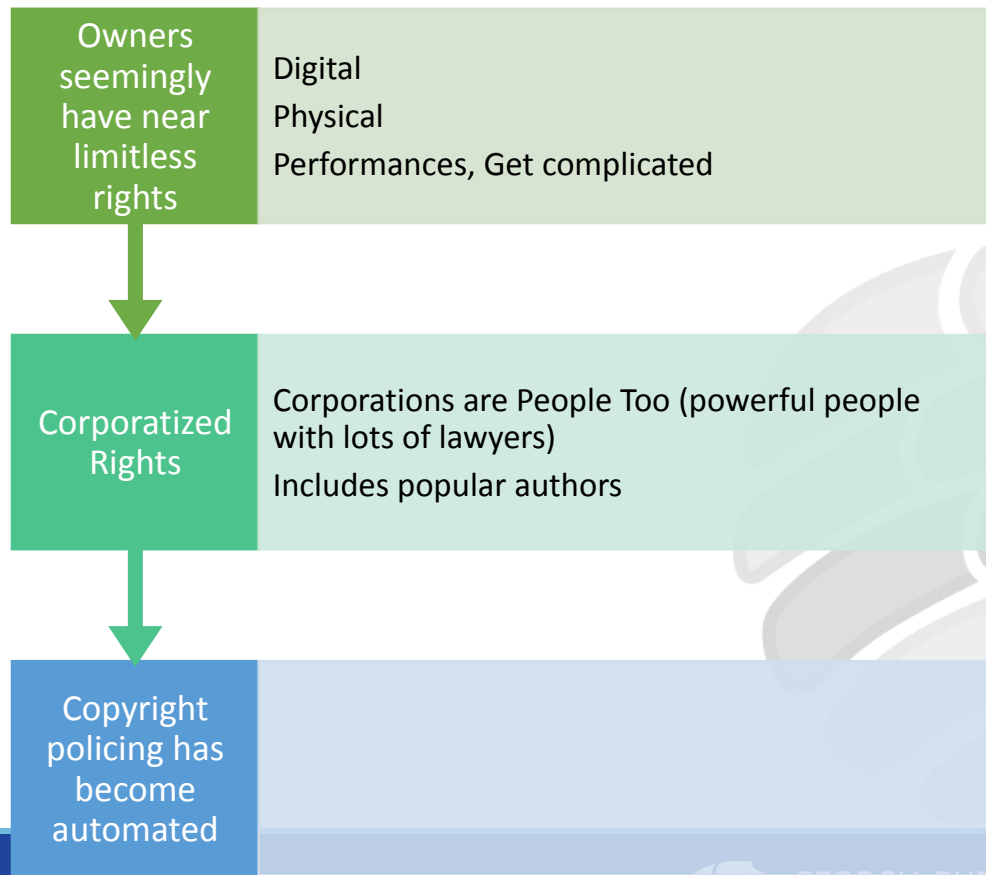 Owners
seemingly
have near
limitless
rights
Digital
Physical
Performances, Get complicated
Corporatized
Rights
Corporations are People Too (powerful people
with lots of lawyers)
Includes popular authors
Copyright
policing has
become
automated